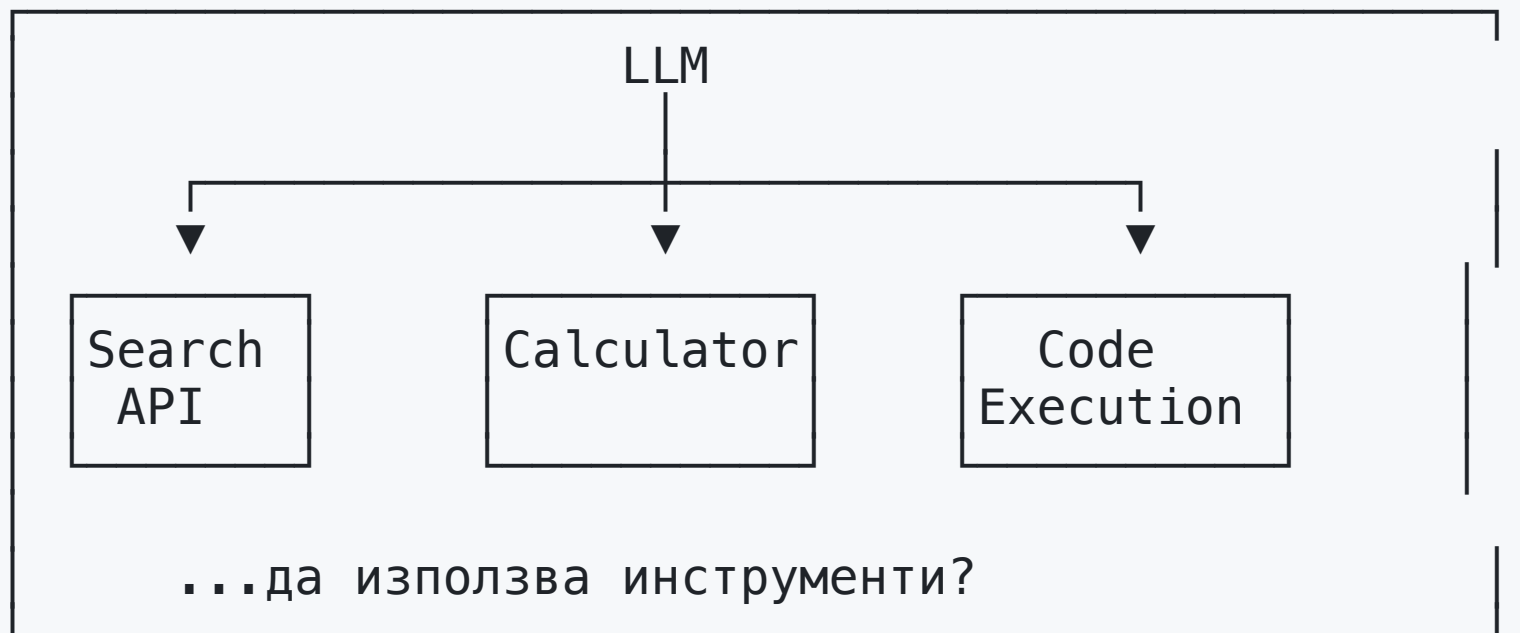 LLM
Search Calculator Code
API Execution
...да използва инструменти?